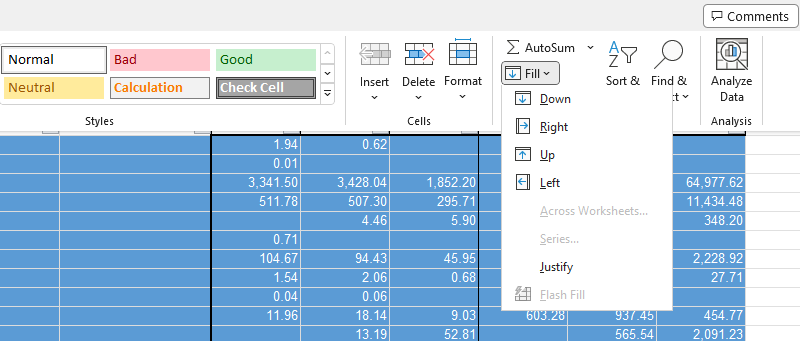 Comments
Normal Bad Good
Neutral Calculation Check Cell
Styles
Insert Delete Format
Cells
AutoSum
Fill
Sort & Find &
Analyze Data
Analysis
Down
Right
Up
Left
Across Worksheets...
Series...
Justify
Flash Fill
1.94 0.62
0.01
3,341.50 3,428.04 1,852.20 64,977.62
511.78 507.30 295.71 11,434.48
4.46 5.90 348.20
0.71
104.67 94.43 45.95 2,228.92
1.54 2.06 0.68 27.71
0.04 0.06
11.96 18.14 9.03 603.28 937.45 454.77
13.19 52.81 565.54 2,091.23